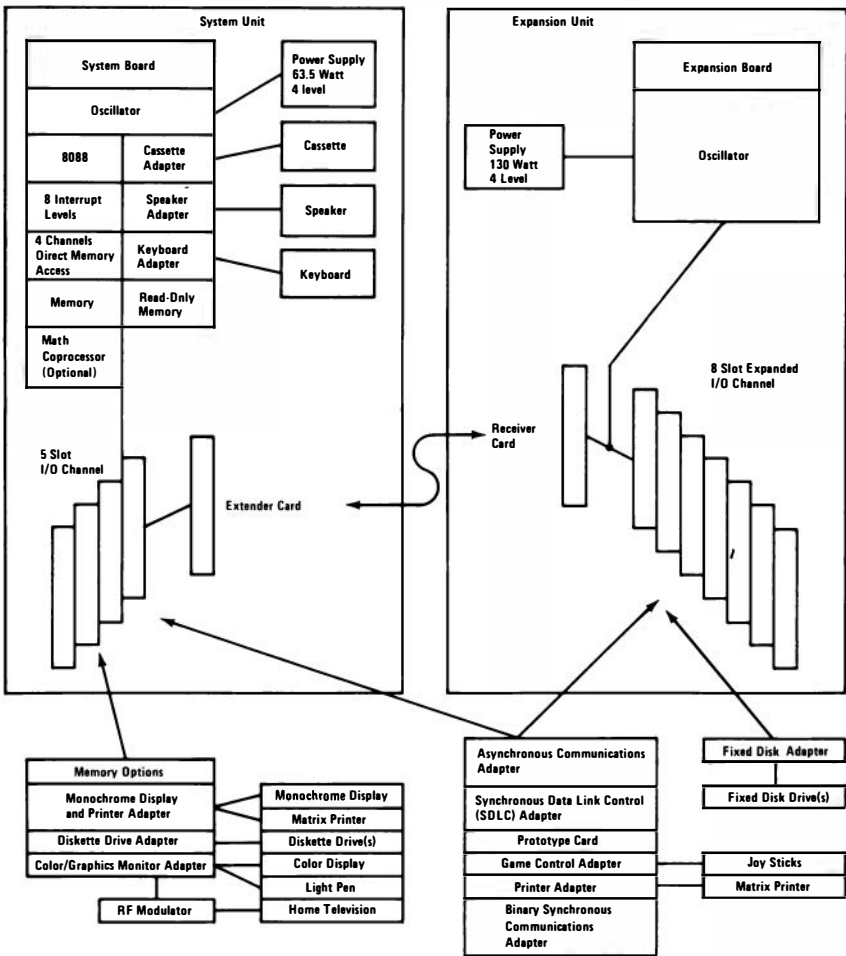 System Unit
System Board
Oscillator
8088
Cassette
Adapter
8 Interrupt
Levels
Speaker
Adapter
4 Channels
Direct Memory
Access
Keyboard
Adapter
Memory
Read-Only
Memory
Math
Coprocessor
(Optional)
Power Supply
63.5 Watt
4 level
Cassette
Speaker
Keyboard
5 Slot
I/O Channel
Extender Card
Expansion Unit
Expansion Board
Oscillator
Power
Supply
130 Watt
4 Level
8 Slot Expanded
I/O Channel
Receiver
Card
Memory Options
Monochrome Display
and Printer Adapter
Diskette Drive Adapter
Color/Graphics Monitor Adapter
RF Modulator
Monochrome Display
Matrix Printer
Diskette Drive(s)
Color Display
Light Pen
Home Television
Asynchronous Communications
Adapter
Synchronous Data Link Control
(SDLC) Adapter
Prototype Card
Game Control Adapter
Printer Adapter
Binary Synchronous
Communications
Adapter
Fixed Disk Adapter
Fixed Disk Drive(s)
Joy Sticks
Matrix Printer